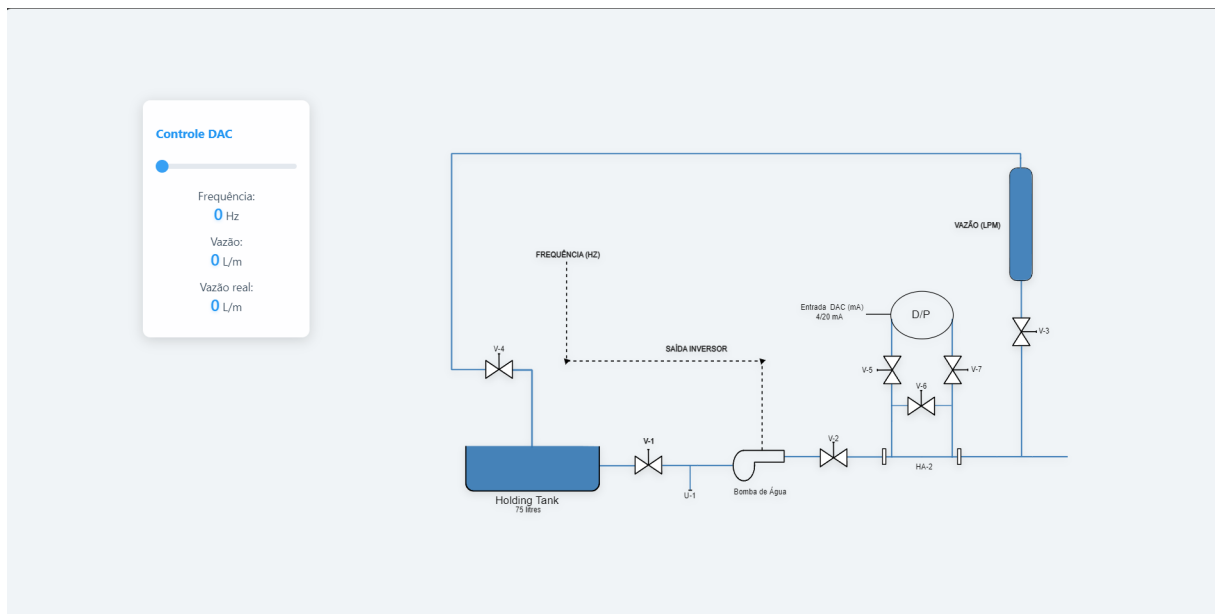 Controle DAC
Frequência:
0 Hz
Vazão:
0 L/m
Vazão real:
0 L/m
VAZÃO (LPM)
FREQUÊNCIA (HZ)
Entrada DAC (mA)
4/20 mA
D/P
V-3
SAÍDA INVERSOR
V-4
V-5
V-7
V-6
V-1
V-2
HA-2
U-1
Bomba de Água
Holding Tank
75 litres